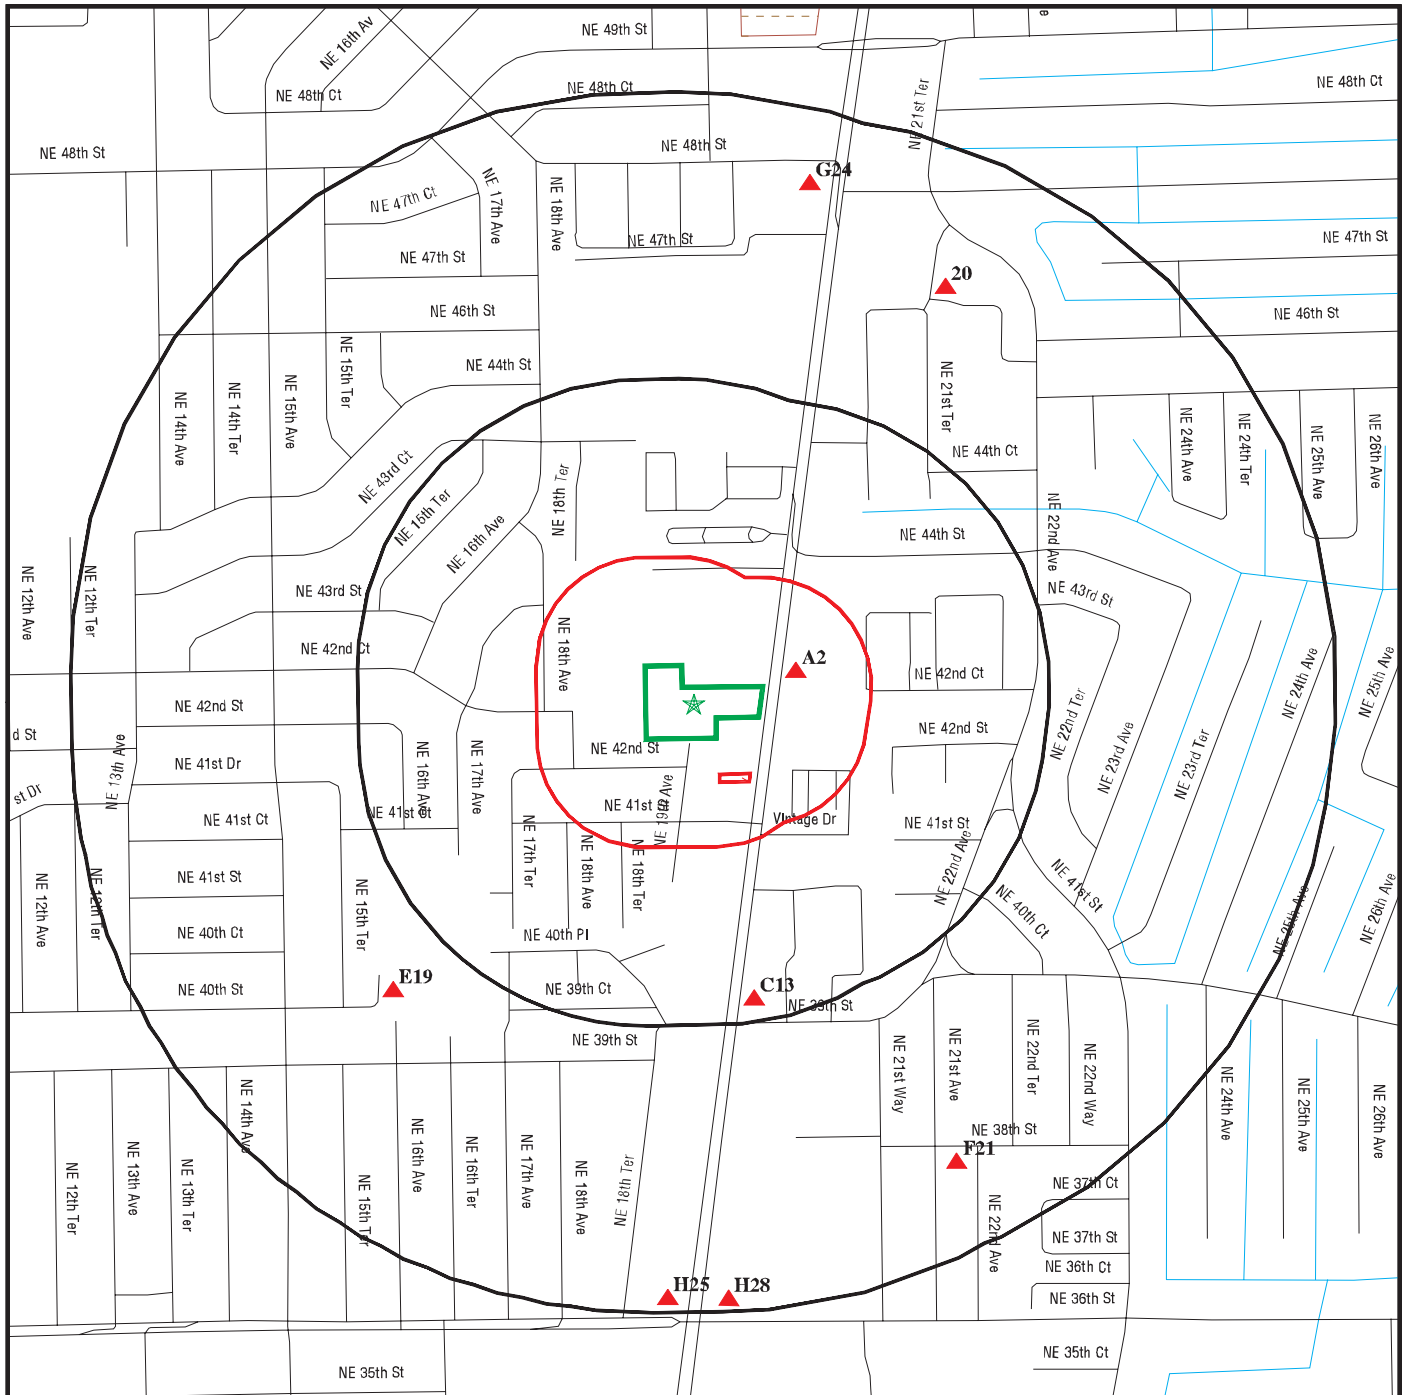 NE 16th Av
NE 49th St
e
NE 48th Ct
NE 48th Ct
NE 21st Ter
NE 48th Ct
NE 48th St
NE 48th St
G24
NE 17th Ave
NE 18th Ave
NE 47th Ct
NE 47th St
NE 47th St
NE 47th St
20
NE 46th St
NE 46th St
NE 15th Ter
NE 44th St
NE 21st Ter
NE 14th Ave
NE 14th Ter
NE 15th Ave
NE 24th Ave
NE 24th Ter
NE 25th Ave
NE 26th Ave
NE 44th Ct
NE 43rd Ct
NE 15th Ter
NE 16th Ave
NE 18th Ter
NE 22nd Ave
NE 44th St
NE 12th Ave
NE 12th Ter
NE 43rd St
NE 43rd St
NE 42nd Ct
NE 18th Ave
A2
NE 42nd Ct
NE 24th Ave
NE 25th Ave
NE 42nd St
d St
NE 42nd St
NE 42nd St
NE 22nd Ter
NE 23rd Ave
NE 23rd Ter
NE 13th Ave
NE 41st Dr
NE 16th Ave
NE 17th Ave
st Dr
NE 41st Ct
NE 41st Ct
NE 41st St
NE 19th Ave
Vintage Dr
NE 41st St
NE 17th Ter
NE 18th Ave
NE 18th Ter
NE 22nd Ave
NE 41st St
NE 12th Ave
NE 12th Ter
NE 41st St
NE 15th Ter
NE 40th Ct
NE 25th Ave
NE 26th Ave
NE 40th Ct
NE 40th Pl
E19
NE 40th St
NE 39th Ct
C13
NE 39th St
NE 39th St
NE 21st Way
NE 21st Ave
NE 22nd Ter
NE 22nd Way
NE 24th Ave
NE 25th Ave
NE 26th Ave
NE 14th Ave
NE 38th St
F21
NE 12th Ter
NE 13th Ave
NE 13th Ter
NE 15th Ter
NE 16th Ave
NE 16th Ter
NE 17th Ave
NE 18th Ave
NE 18th Ter
NE 22nd Ave
NE 37th Ct
NE 37th St
NE 36th Ct
H25
H28
NE 36th St
NE 35th Ct
NE 35th St